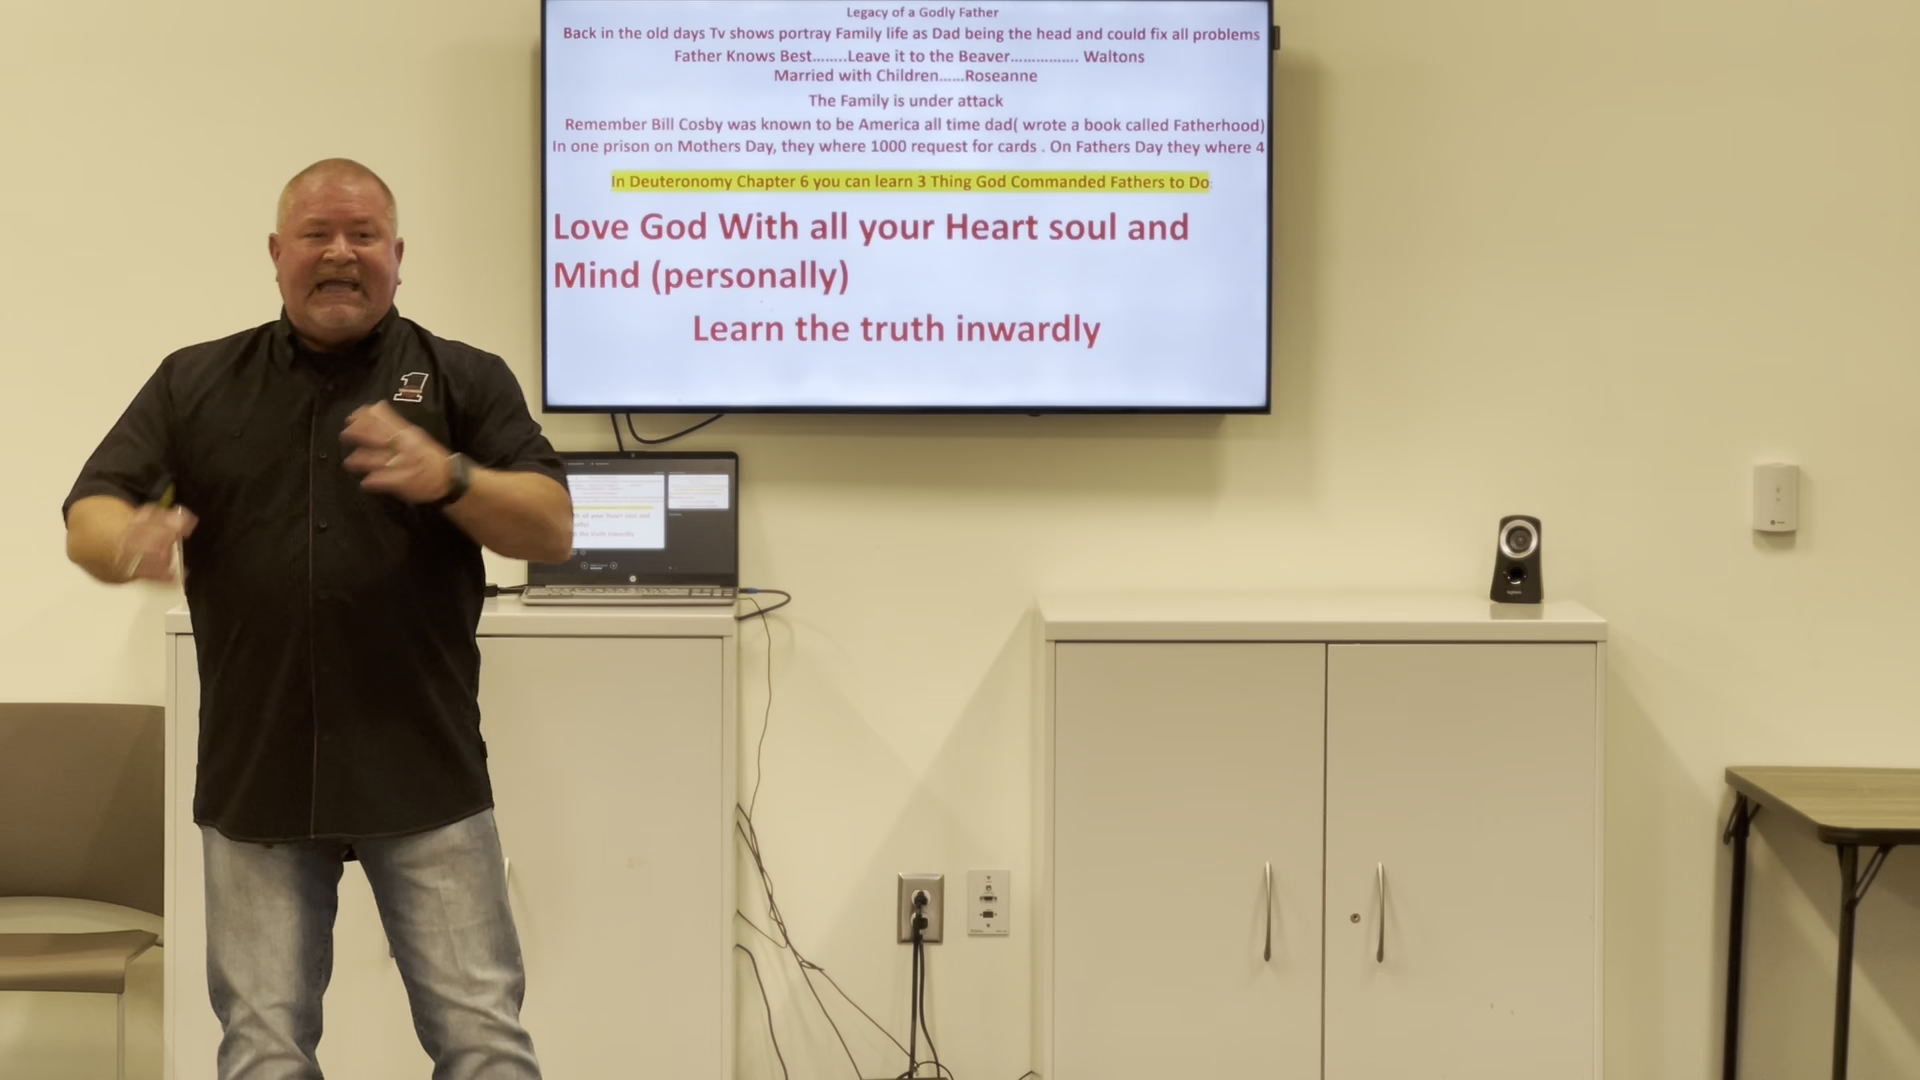 Legacy of a Godly Father
Back in the old days Tv shows portray Family life as Dad being the head and could fix all problems
Father Knows Best........Leave it to the Beaver................ Waltons
Married with Children......Roseanne
The Family is under attack
Remember Bill Cosby was known to be America all time dad( wrote a book called Fatherhood)
In one prison on Mothers Day, they where 1000 request for cards . On Fathers Day they where 4
In Deuteronomy Chapter 6 you can learn 3 Thing God Commanded Fathers to Do
Love God With all your Heart soul and
Mind (personally)
Learn the truth inwardly
1